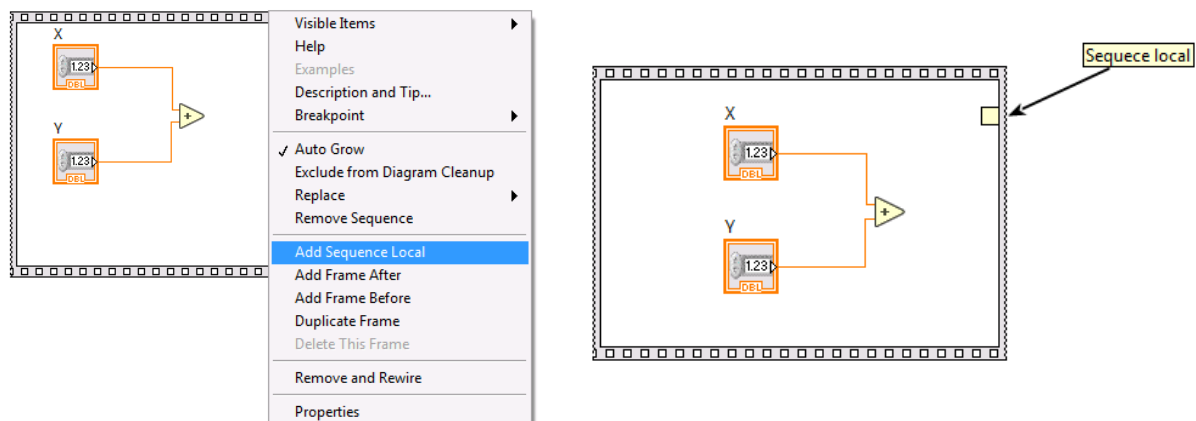 X
1.23
DBL
Y
1.23
DBL
+
Visible Items
Help
Examples
Description and Tip...
Breakpoint
✓ Auto Grow
Exclude from Diagram Cleanup
Replace
Remove Sequence
Add Sequence Local
Add Frame After
Add Frame Before
Duplicate Frame
Delete This Frame
Remove and Rewire
Properties
Sequece local
X
1.23
DBL
Y
1.23
DBL
+